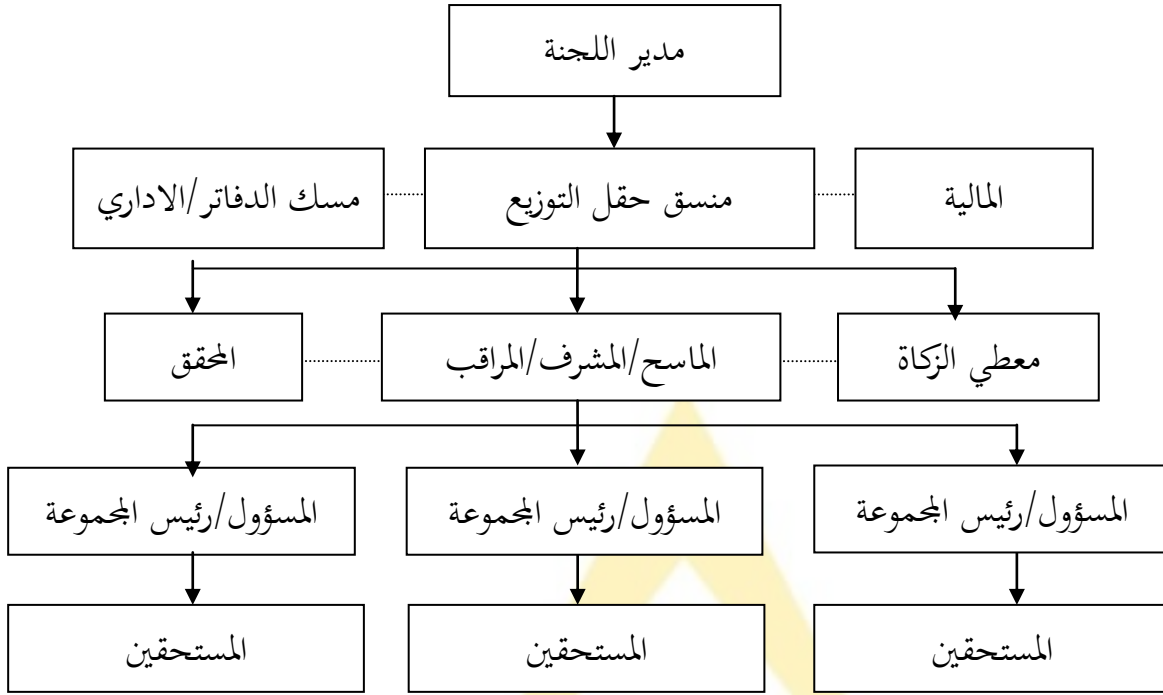 مدير اللجنة
المالية
منسق حقل التوزيع
مسك الدفاتر/الاداري
معطي الزكاة
الماسح/المشرف/المراقب
المحقق
المسؤول/رئيس المجموعة
المسؤول/رئيس المجموعة
المسؤول/رئيس المجموعة
المستحقين
المستحقين
المستحقين